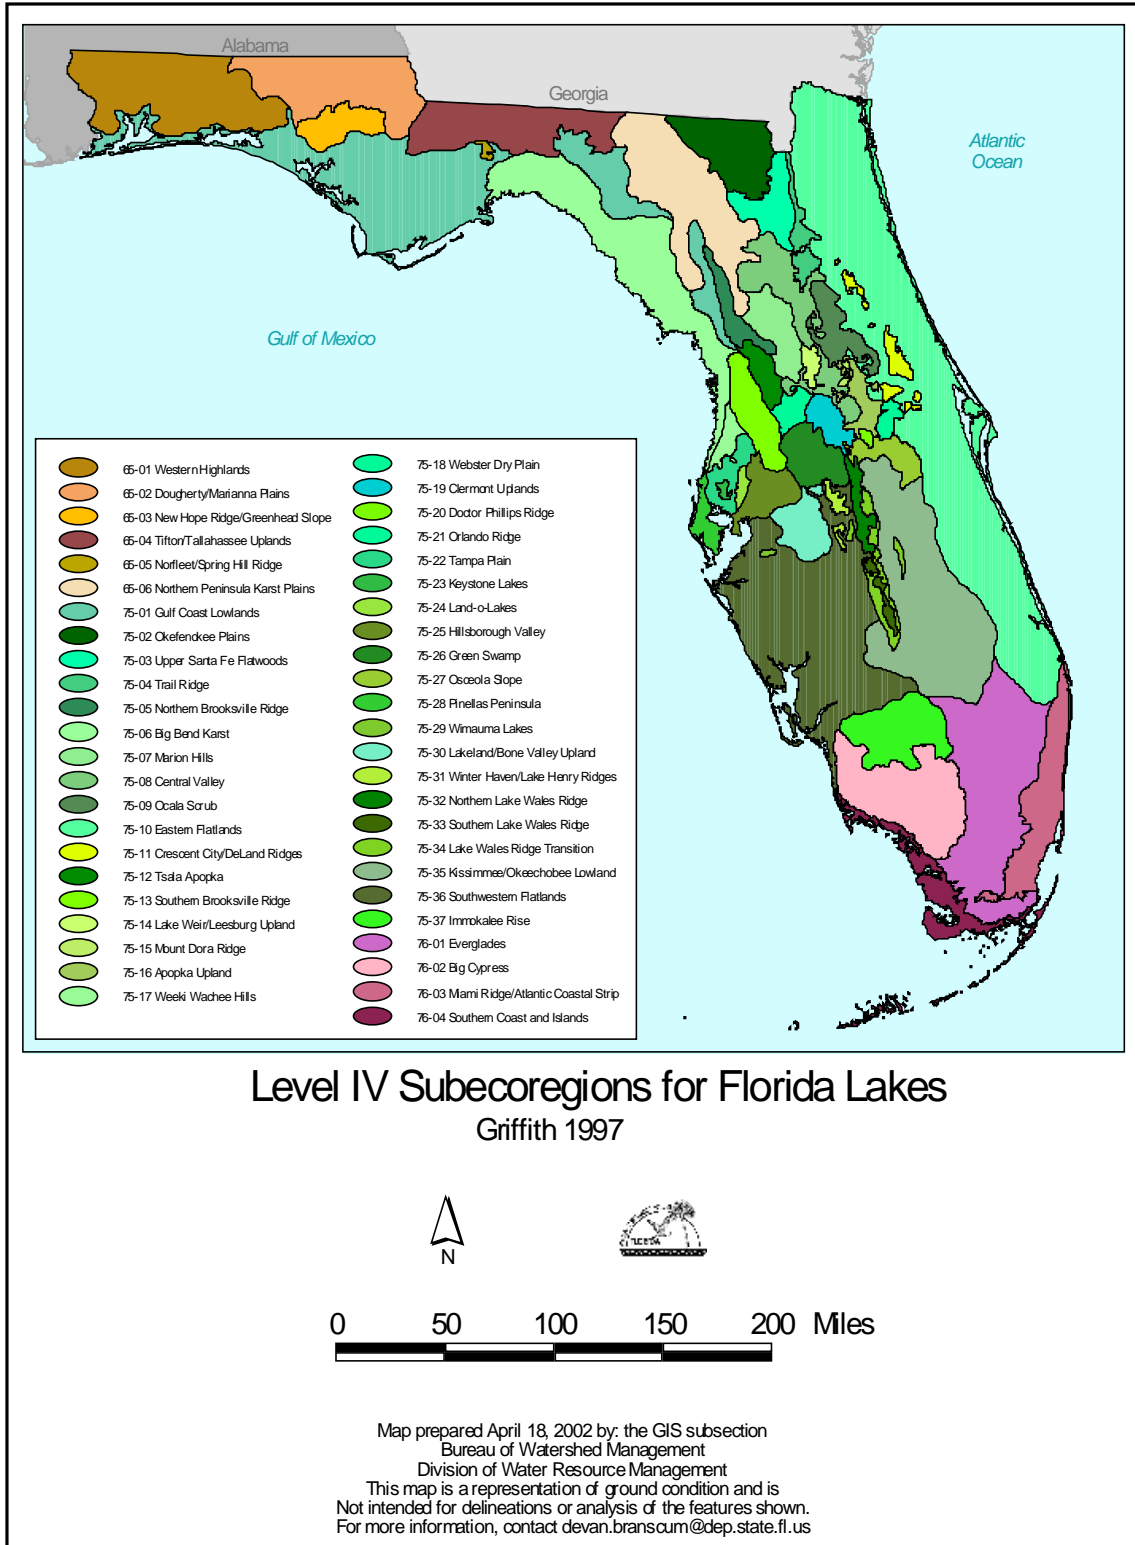 Alabama
Georgia
Atlantic
Ocean
Gulf of Mexico
65-01 Western Highlands
65-02 Dougherty/Marianna Plains
65-03 New Hope Ridge/Greenhead Slope
65-04 Tifton/Tallahassee Uplands
65-05 Norfleet/Spring Hill Ridge
65-06 Northern Peninsula Karst Plains
75-01 Gulf Coast Lowlands
75-02 Okefenokee Plains
75-03 Upper Santa Fe Flatwoods
75-04 Trail Ridge
75-05 Northern Brooksville Ridge
75-06 Big Bend Karst
75-07 Marion Hills
75-08 Central Valley
75-09 Ocala Scrub
75-10 Eastern Flatlands
75-11 Crescent City/DeLand Ridges
75-12 Tsala Apopka
75-13 Southern Brooksville Ridge
75-14 Lake Weir/Leesburg Upland
75-15 Mount Dora Ridge
75-16 Apopka Upland
75-17 Weeki Wachee Hills
75-18 Webster Dry Plain
75-19 Clermont Uplands
75-20 Doctor Phillips Ridge
75-21 Orlando Ridge
75-22 Tampa Plain
75-23 Keystone Lakes
75-24 Land-o-Lakes
75-25 Hillsborough Valley
75-26 Green Swamp
75-27 Osceola Slope
75-28 Pinellas Peninsula
75-29 Wimauma Lakes
75-30 Lakeland/Bone Valley Upland
75-31 Winter Haven/Lake Henry Ridges
75-32 Northern Lake Wales Ridge
75-33 Southern Lake Wales Ridge
75-34 Lake Wales Ridge Transition
75-35 Kissimmee/Okeechobee Lowland
75-36 Southwestern Flatlands
75-37 Immokalee Rise
76-01 Everglades
76-02 Big Cypress
76-03 Miami Ridge/Atlantic Coastal Strip
76-04 Southern Coast and Islands
Level IV Subecoregions for Florida Lakes
Griffith 1997
N
0 50 100 150 200 Miles
Map prepared April 18, 2002 by: the GIS subsection
Bureau of Watershed Management
Division of Water Resource Management
This map is a representation of ground condition and is
Not intended for delineations or analysis of the features shown.
For more information, contact devan.branscum@dep.state.fl.us